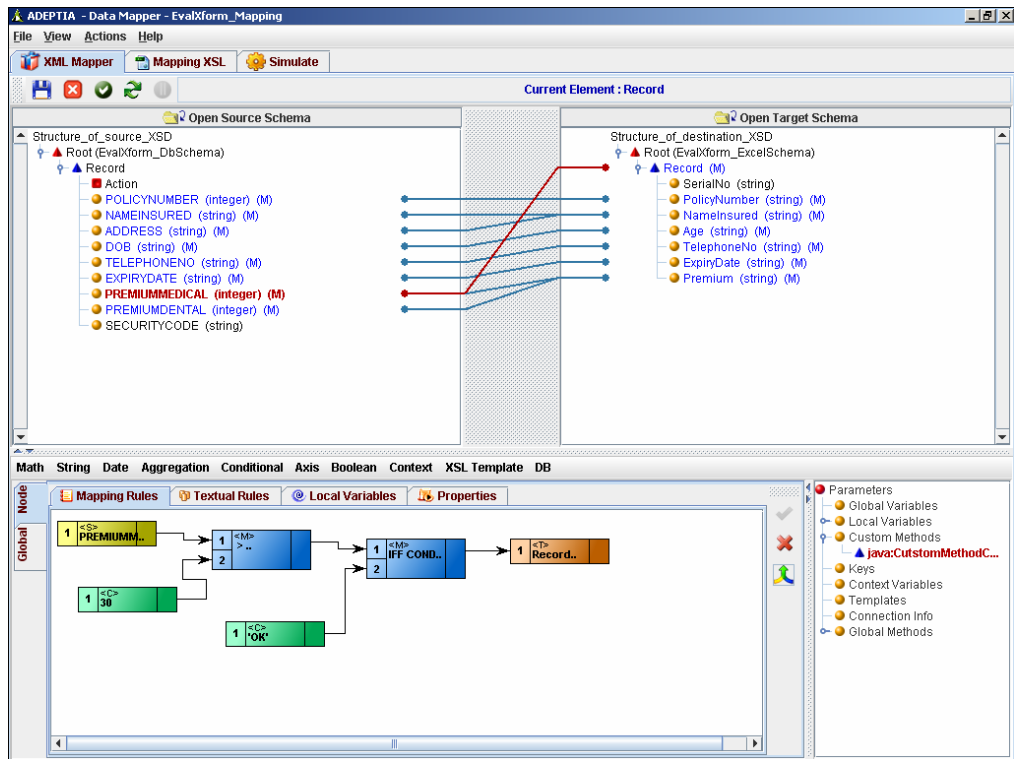 ADEPTIA - Data Mapper - EvalXform_Mapping
File View Actions Help
XML Mapper Mapping XSL Simulate
Current Element : Record
Open Source Schema
Structure_of_source_XSD
Root (EvalXform_DbSchema)
Record
Action
POLICYNUMBER (integer) (M)
NAMEINSURED (string) (M)
ADDRESS (string) (M)
DOB (string) (M)
TELEPHONENO (string) (M)
EXPIRYDATE (string) (M)
PREMIUMMEDICAL (integer) (M)
PREMIUMDENTAL (integer) (M)
SECURITYCODE (string)
Open Target Schema
Structure_of_destination_XSD
Root (EvalXform_ExcelSchema)
Record (M)
SerialNo (string)
PolicyNumber (string) (M)
NameInsured (string) (M)
Age (string) (M)
TelephoneNo (string) (M)
ExpiryDate (string) (M)
Premium (string) (M)
Math String Date Aggregation Conditional Axis Boolean Context XSL Template DB
Node
Global
Mapping Rules Textual Rules Local Variables Properties
1 <S> PREMIUMM..
1 <M> > ..
2
1 <M> IFF COND..
2
1 <T> Record..
1 <C> 30
1 <C> 'OK'
Parameters
Global Variables
Local Variables
Custom Methods
java:CutstomMethodC...
Keys
Context Variables
Templates
Connection Info
Global Methods